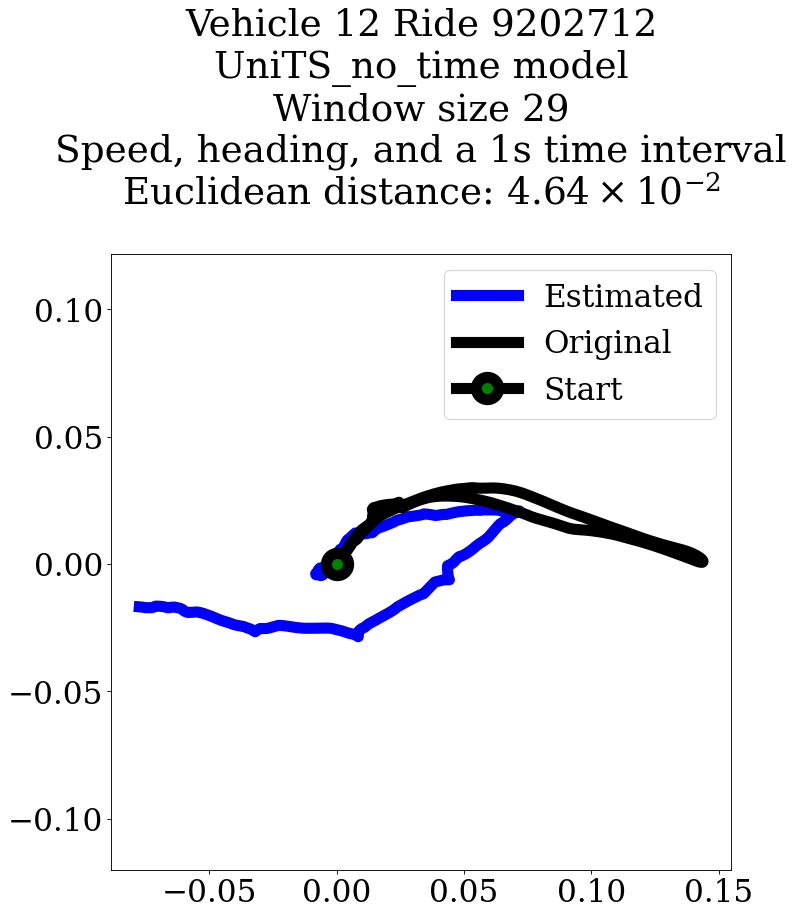 Vehicle 12 Ride 9202712
UniTS_no_time model
Window size 29
Speed, heading, and a 1s time interval
Euclidean distance: 4.64 × 10⁻²
Estimated
Original
Start
0.10
0.05
0.00
−0.05
−0.10
−0.05
0.00
0.05
0.10
0.15